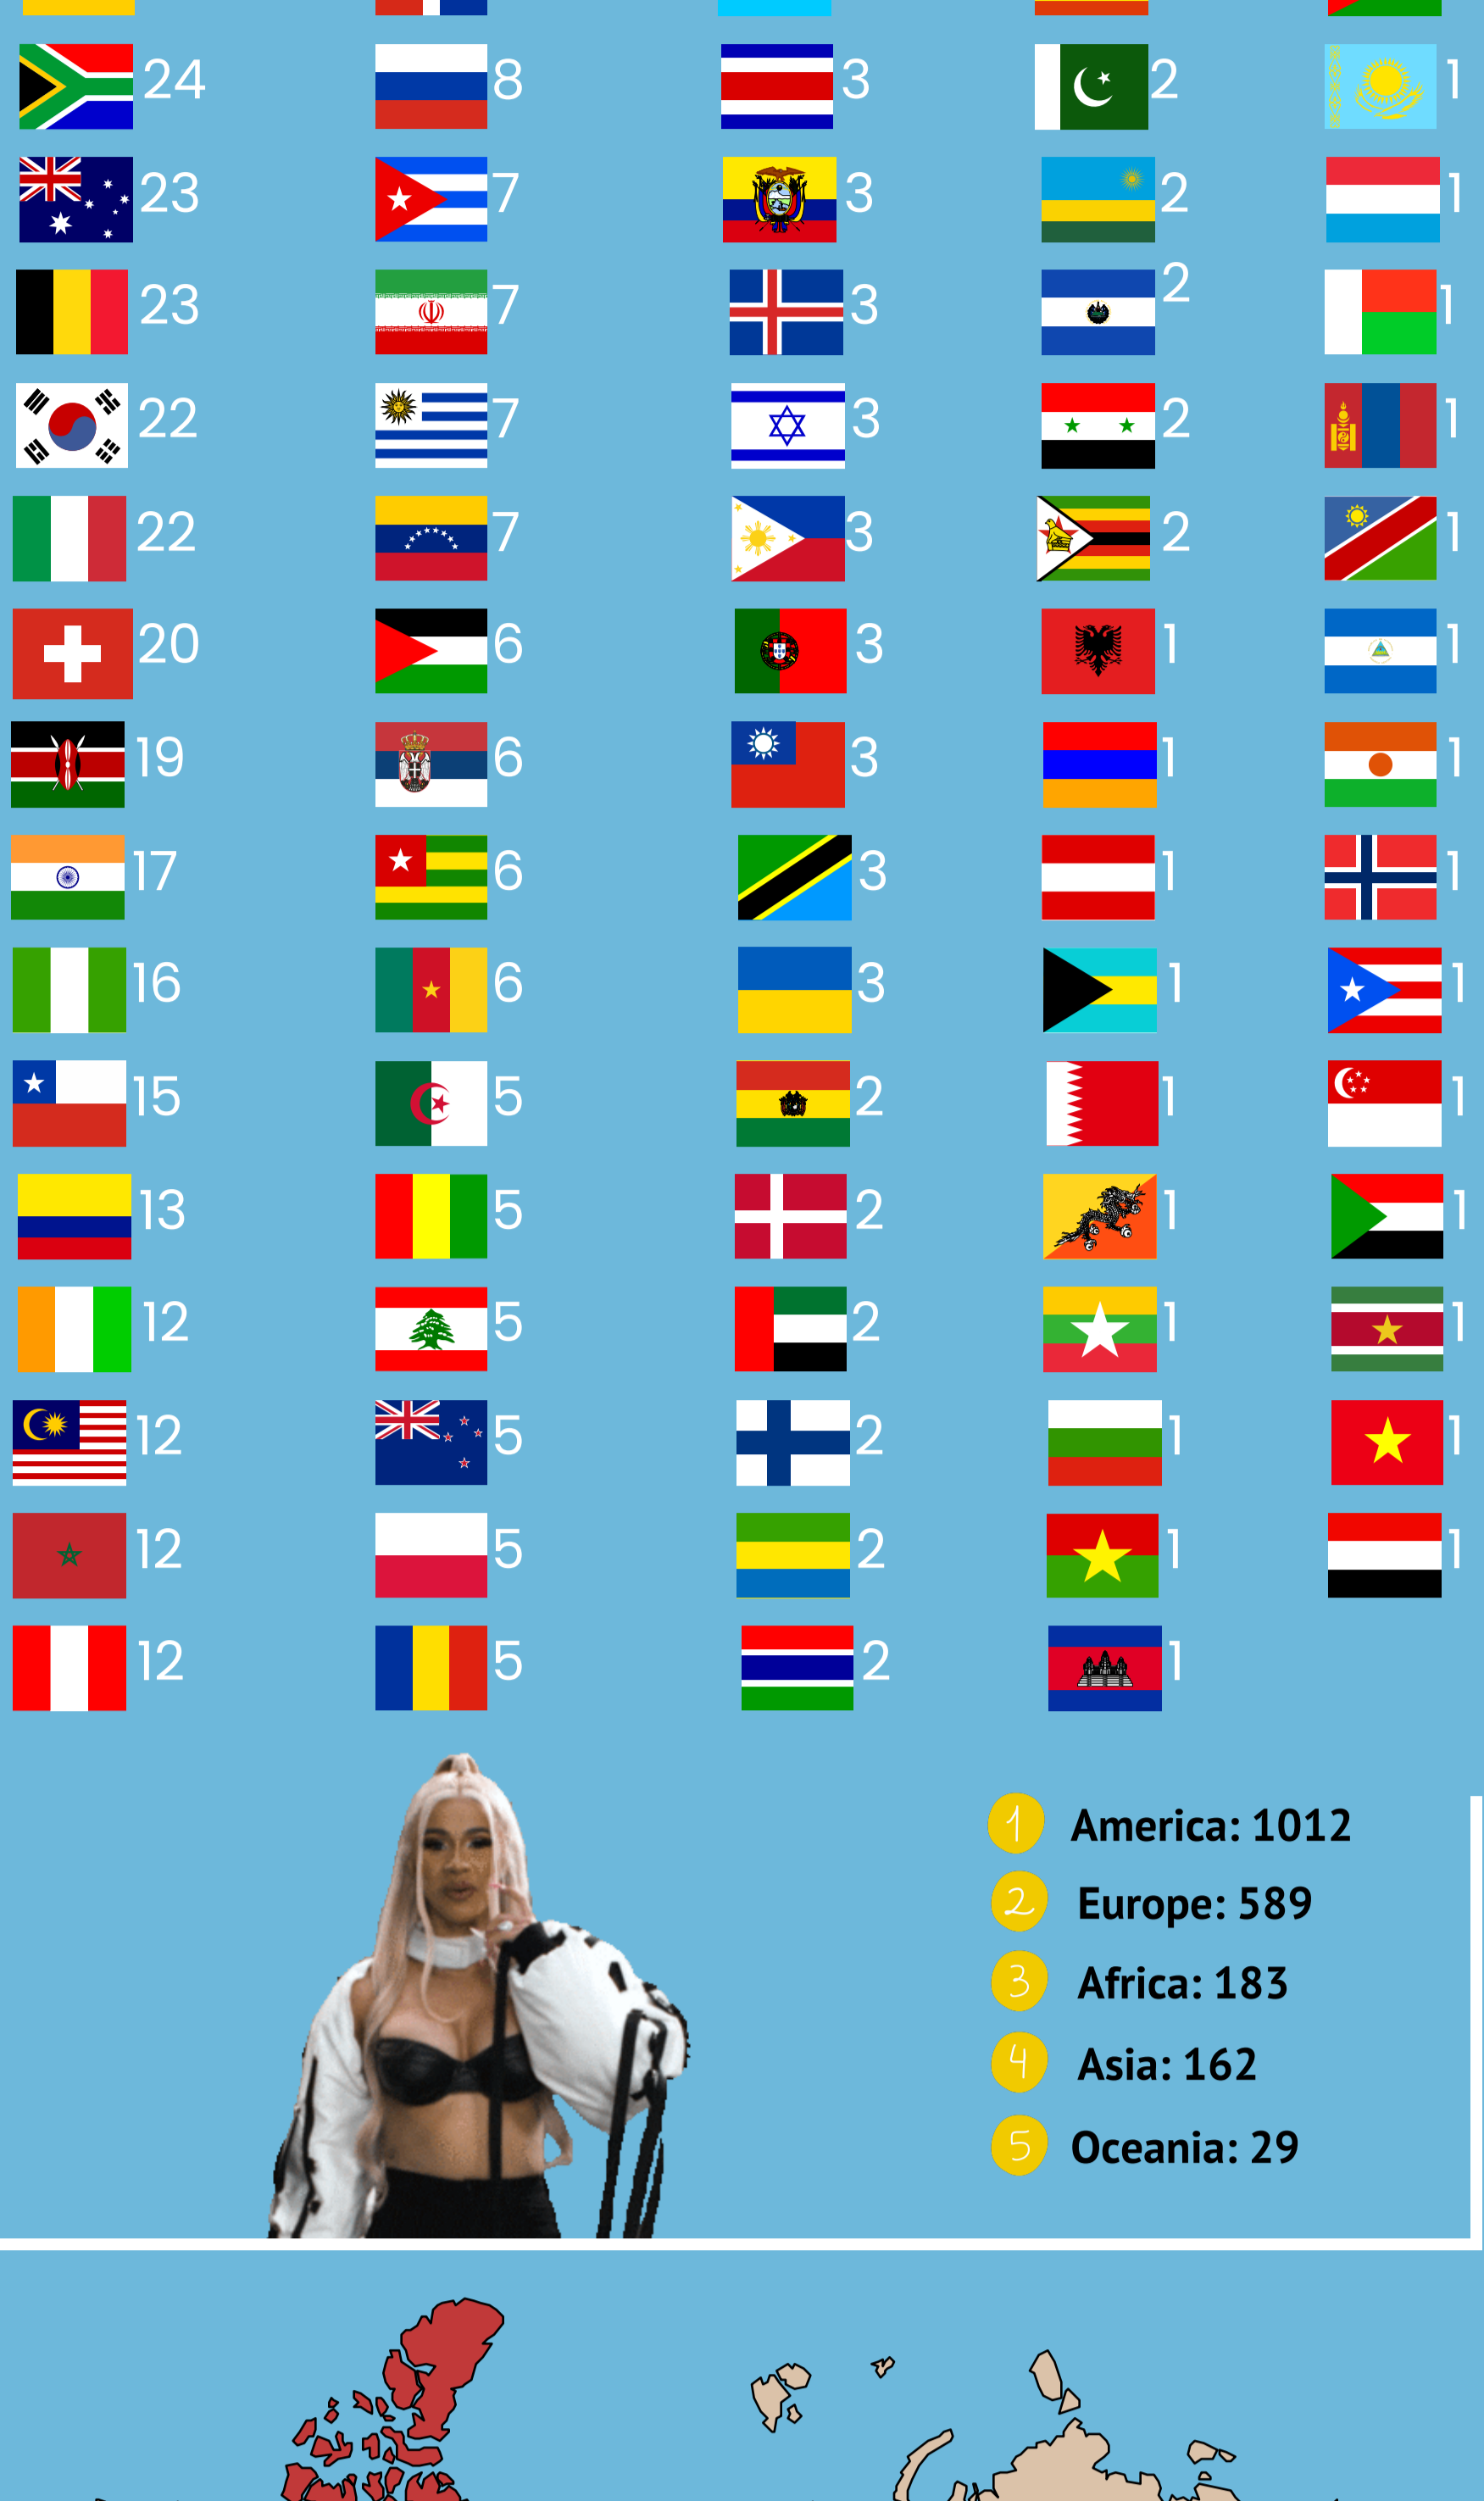 24 8 3 2 1
23 7 3 2 1
23 7 3 2 1
22 7 3 2 1
22 7 3 2 1
20 6 3 1 1
19 6 3 1 1
17 6 3 1 1
16 6 3 1 1
15 5 2 1 1
13 5 2 1 1
12 5 2 1 1
12 5 2 1 1
12 5 2 1 1
12 5 2 1
1 America: 1012
2 Europe: 589
3 Africa: 183
4 Asia: 162
5 Oceania: 29